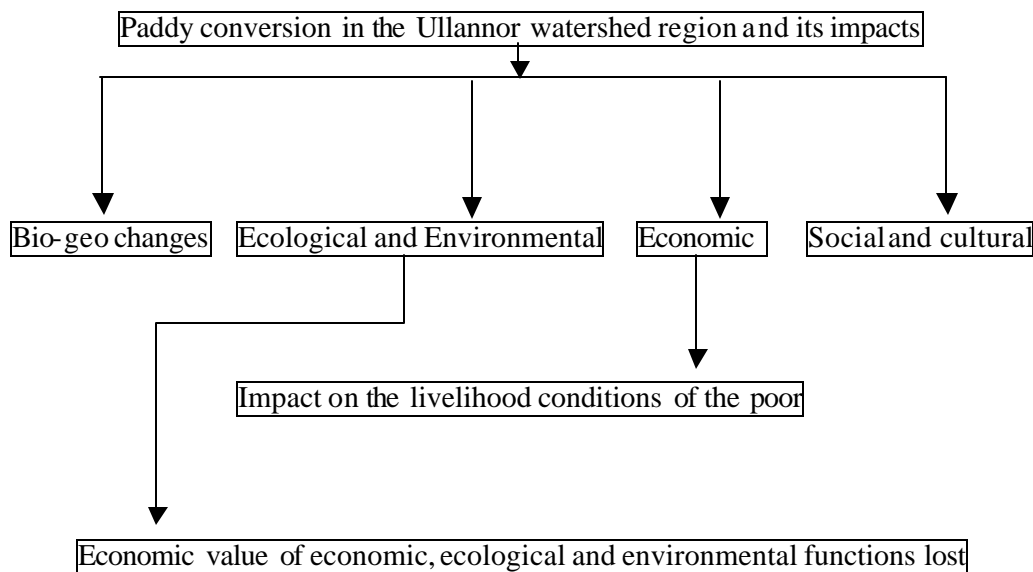 Paddy conversion in the Ullannor watershed region and its impacts
Bio-geo changes
Ecological and Environmental
Economic
Social and cultural
Impact on the livelihood conditions of the poor
Economic value of economic, ecological and environmental functions lost